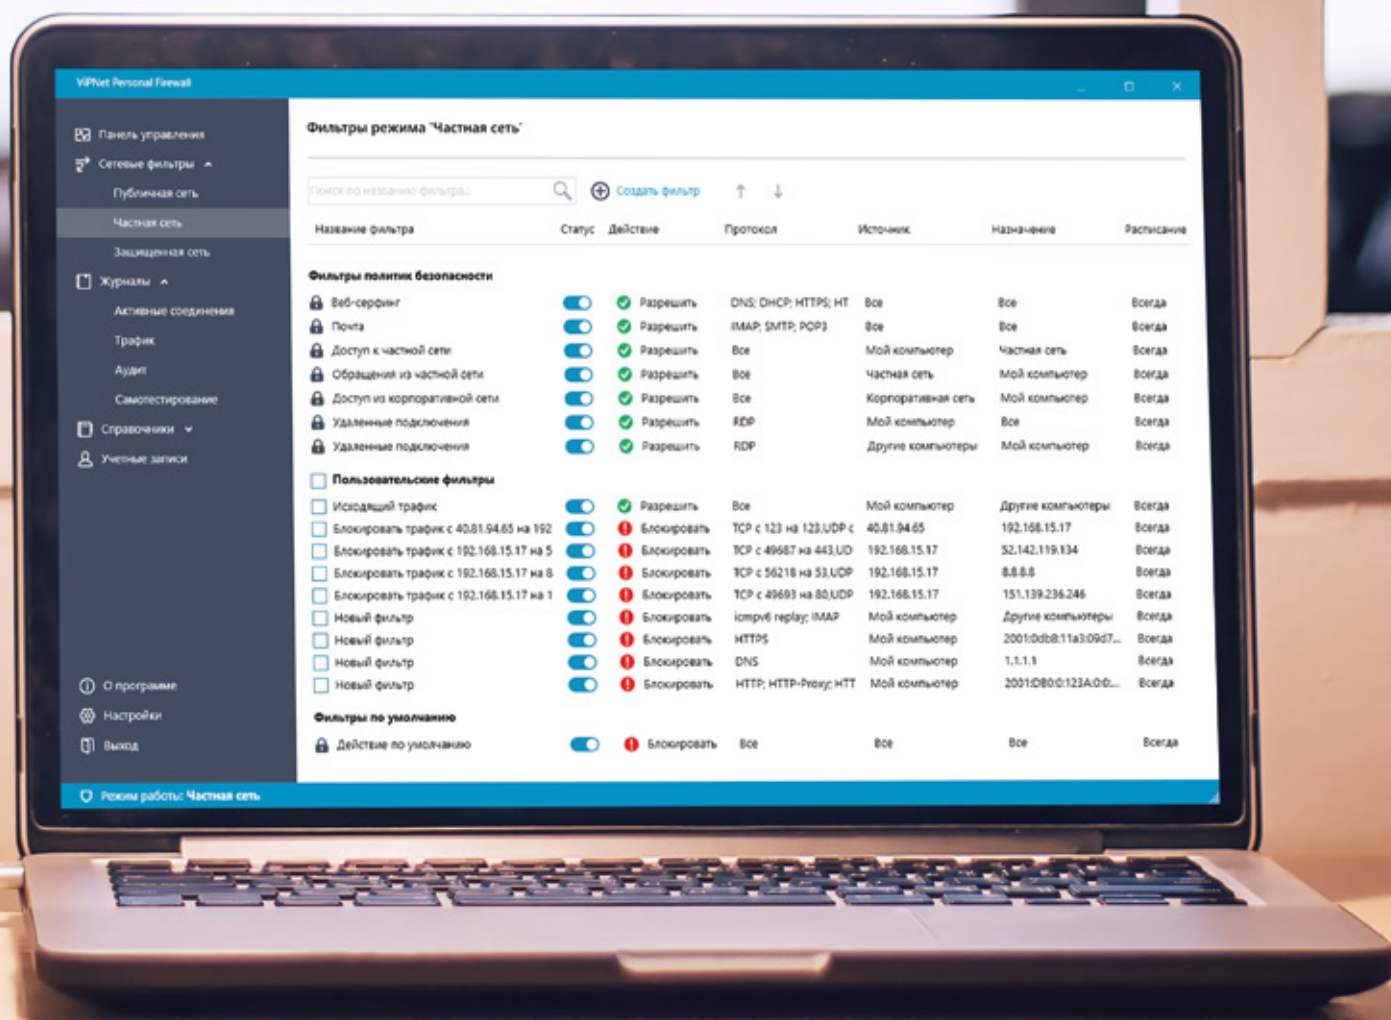 ViPNet Personal Firewall
Панель управления
Сетевые фильтры
Публичная сеть
Частная сеть
Защищенная сеть
Журналы
Активные соединения
Трафик
Аудит
Самотестирование
Справочники
Учетные записи
О программе
Настройки
Выход
Фильтры режима "Частная сеть"
Поиск по названию фильтра...
Создать фильтр
Название фильтра Статус Действие Протокол Источник Назначение Расписание
Фильтры политик безопасности
Веб-серфинг Разрешить DNS; DHCP; HTTPS; HT Все Все Всегда
Почта Разрешить IMAP; SMTP; POP3 Все Все Всегда
Доступ к частной сети Разрешить Все Мой компьютер Частная сеть Всегда
Обращения из частной сети Разрешить Все Частная сеть Мой компьютер Всегда
Доступ из корпоративной сети Разрешить Все Корпоративная сеть Мой компьютер Всегда
Удаленные подключения Разрешить RDP Мой компьютер Все Всегда
Удаленные подключения Разрешить RDP Другие компьютеры Мой компьютер Всегда
Пользовательские фильтры
Исходящий трафик Разрешить Все Мой компьютер Другие компьютеры Всегда
Блокировать трафик с 40.81.94.65 на 192 Блокировать TCP с 123 на 123,UDP с 40.81.94.65 192.168.15.17 Всегда
Блокировать трафик с 192.168.15.17 на 5 Блокировать TCP с 49687 на 443,UD 192.168.15.17 52.142.119.134 Всегда
Блокировать трафик с 192.168.15.17 на 8 Блокировать TCP с 56218 на 53,UDP 192.168.15.17 8.8.8.8 Всегда
Блокировать трафик с 192.168.15.17 на 1 Блокировать TCP с 49693 на 80,UDP 192.168.15.17 151.139.236.246 Всегда
Новый фильтр Блокировать icmpv6 replay; IMAP Мой компьютер Другие компьютеры Всегда
Новый фильтр Блокировать HTTPS Мой компьютер 2001:0db8:11a3:09d7... Всегда
Новый фильтр Блокировать DNS Мой компьютер 1.1.1.1 Всегда
Новый фильтр Блокировать HTTP; HTTP-Proxy; HTT Мой компьютер 2001:DB0:0:123A:0:0:... Всегда
Фильтры по умолчанию
Действие по умолчанию Блокировать Все Все Все Всегда
Режим работы: Частная сеть